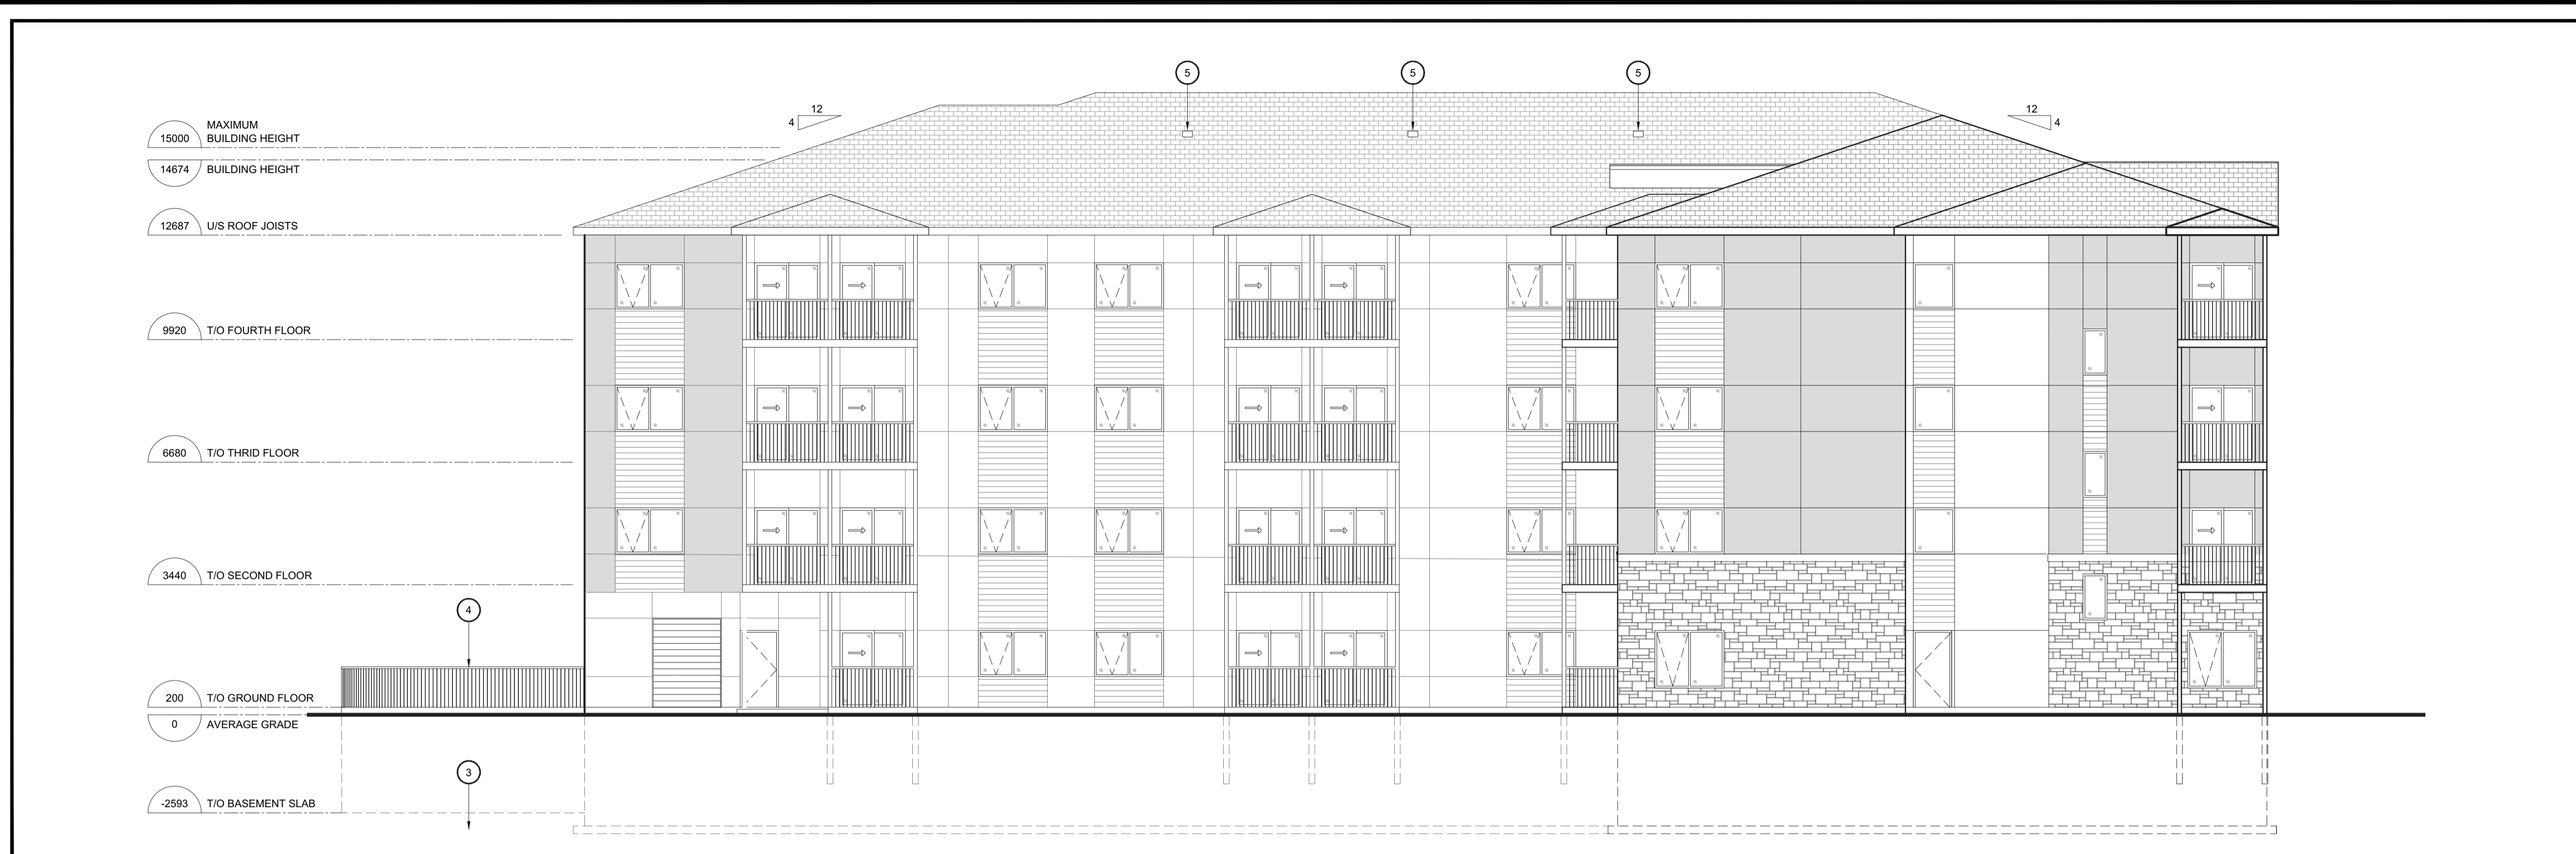 5
5
5
12
4
12
4
MAXIMUM
15000 BUILDING HEIGHT
14674 BUILDING HEIGHT
12687 U/S ROOF JOISTS
9920 T/O FOURTH FLOOR
6680 T/O THRID FLOOR
3440 T/O SECOND FLOOR
4
200 T/O GROUND FLOOR
0 AVERAGE GRADE
3
-2593 T/O BASEMENT SLAB